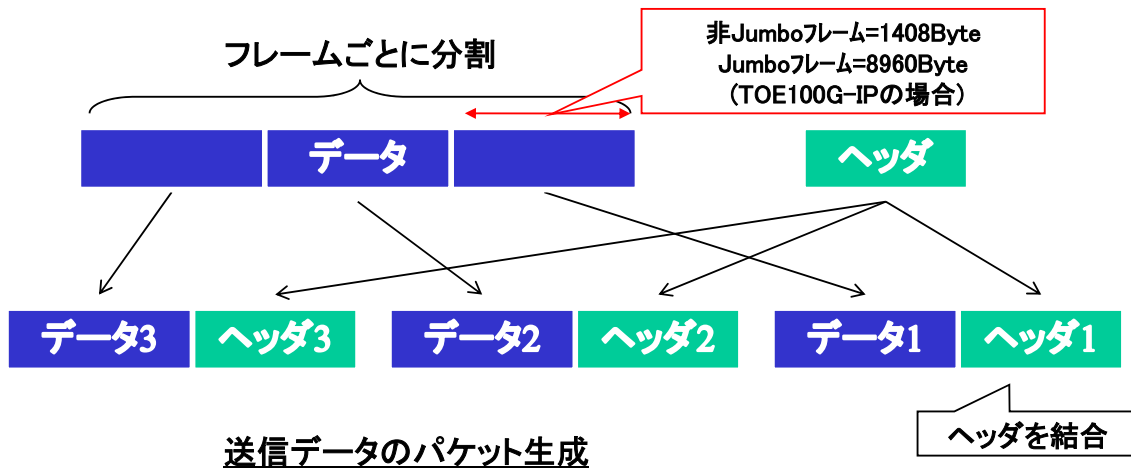 フレームごとに分割
非Jumboフレーム=1408Byte
Jumboフレーム=8960Byte
(TOE100G-IPの場合)
データ
ヘッダ
データ3
ヘッダ3
データ2
ヘッダ2
データ1
ヘッダ1
ヘッダを結合
送信データのパケット生成